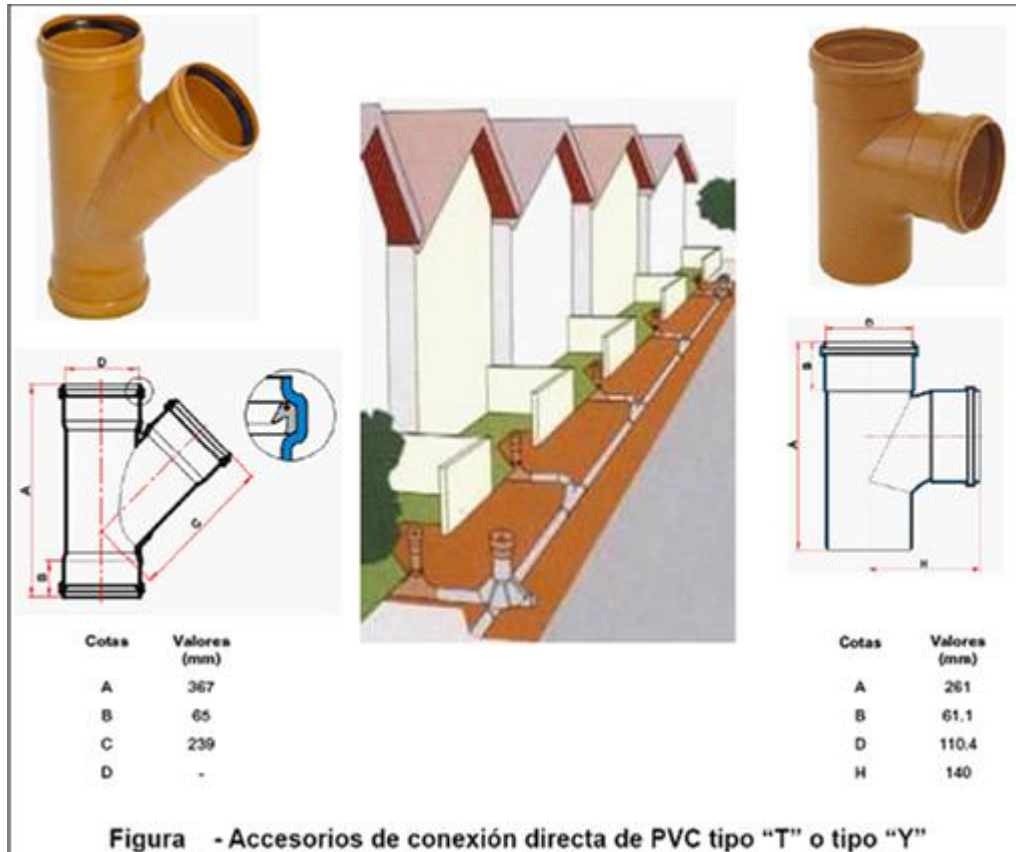 D
A
B
C
D
B
A
H
Cotas Valores
(mm)
A 367
B 65
C 239
D -
Cotas Valores
(mm)
A 261
B 61.1
D 110.4
H 140
Figura - Accesorios de conexión directa de PVC tipo “T” o tipo “Y”